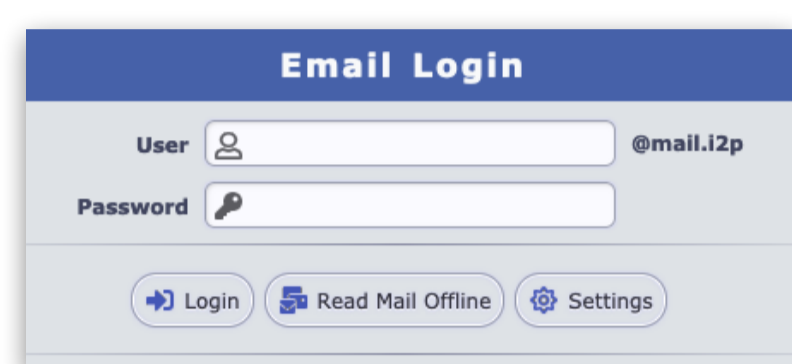 Email Login
User @mail.i2p
Password
Login Read Mail Offline Settings